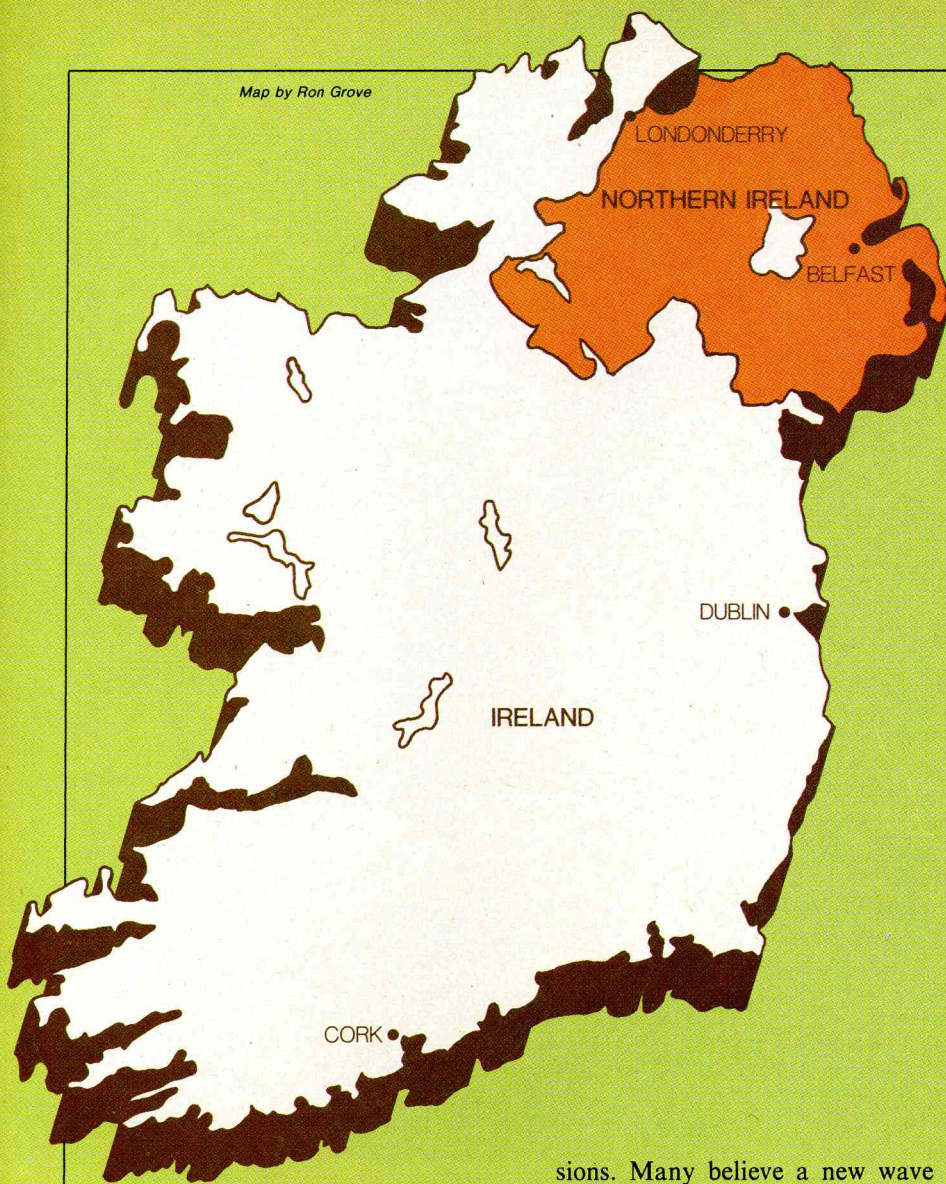 Map by Ron Grove
LONDONDERRY
NORTHERN IRELAND
BELFAST
DUBLIN
IRELAND
CORK
sions. Many believe a new wave